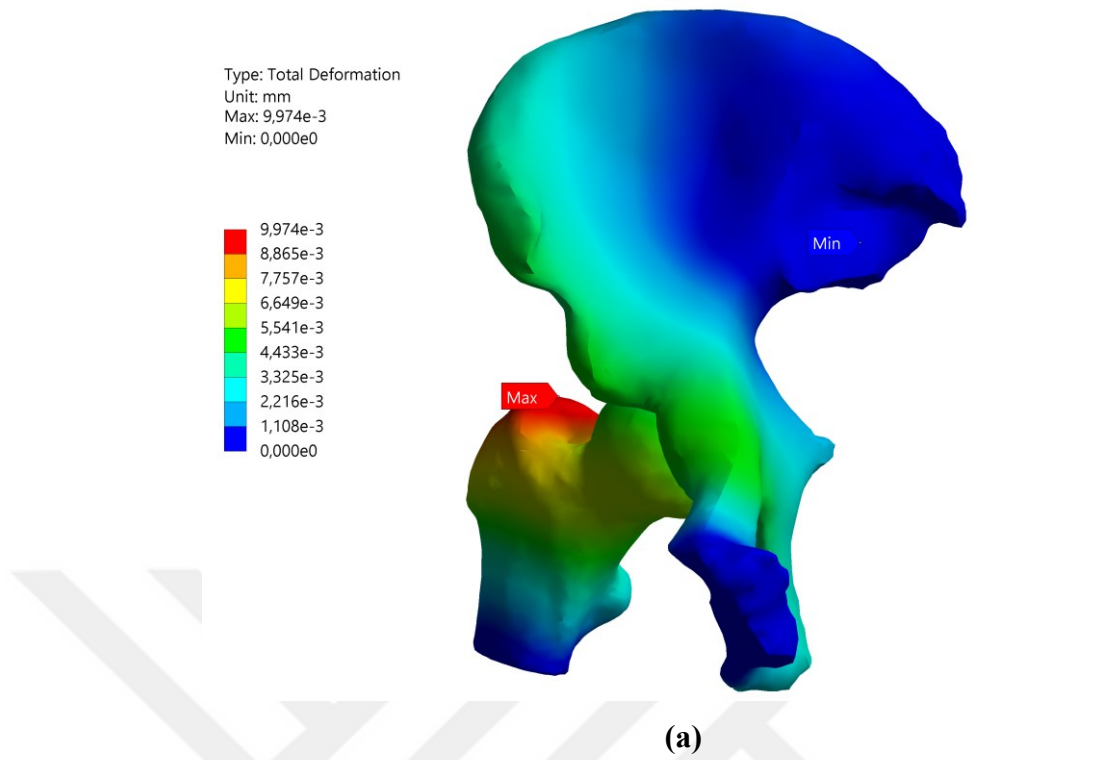 Type: Total Deformation
Unit: mm
Max: 9,974e-3
Min: 0,000e0
9,974e-3
8,865e-3
7,757e-3
6,649e-3
5,541e-3
4,433e-3
3,325e-3
2,216e-3
1,108e-3
0,000e0
Min
Max
(a)